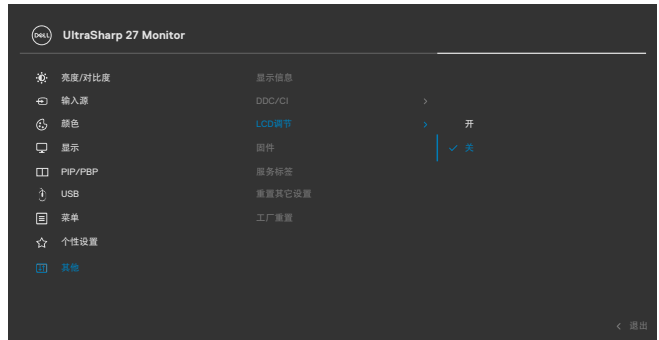 DELL UltraSharp 27 Monitor
亮度/对比度 显示信息
输入源 DDC/CI
颜色 LCD调节 开
显示 固件 关
PIP/PBP 服务标签
USB 重置其它设置
菜单 工厂重置
个性设置
其他
退出